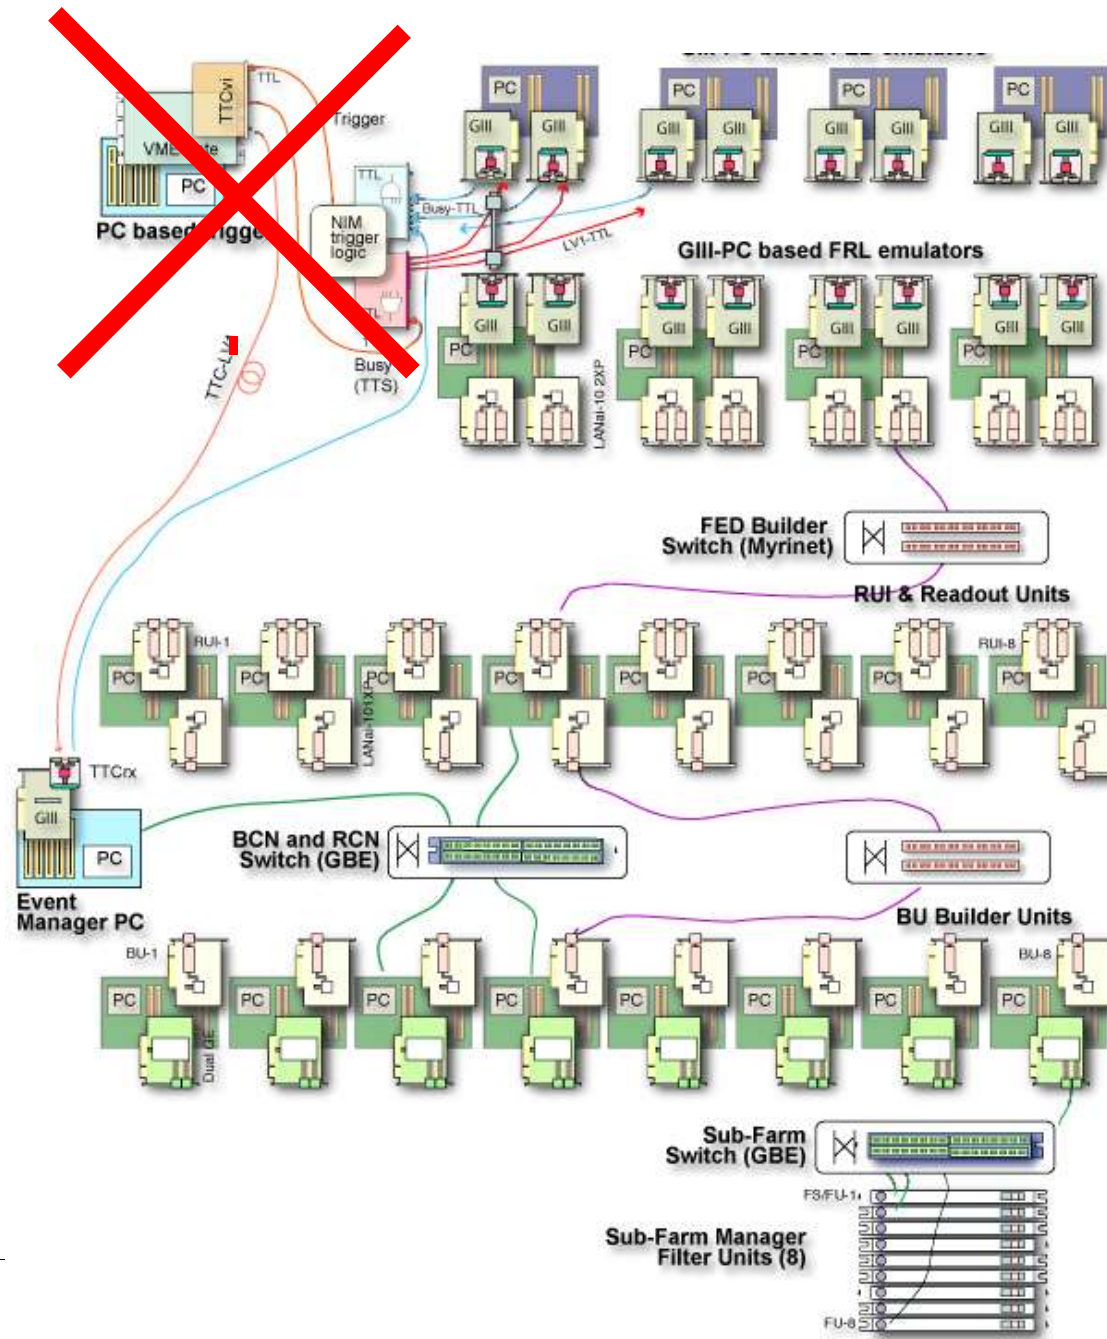 TTCvi
TTL
Trigger
PC
PC
PC
PC
GIII
GIII
GIII
GIII
GIII
GIII
GIII
GIII
VME
PC
PC based
TTL
Busy-TTL
NIM
trigger
logic
LV1-TTL
GIII-PC based FRL emulators
GIII
GIII
GIII
GIII
GIII
GIII
GIII
GIII
PC
PC
PC
PC
Busy
(TTS)
LANai-10 2XP
FED Builder
Switch (Myrinet)
RUI & Readout Units
RUI-1
RUI-8
PC
PC
PC
PC
PC
PC
PC
PC
LANai-101XP
TTCrx
GIII
PC
Event
Manager PC
BCN and RCN
Switch (GBE)
BU Builder Units
BU-1
BU-8
PC
PC
PC
PC
PC
PC
PC
PC
Dual GE
Sub-Farm
Switch (GBE)
FS/FU-1
Sub-Farm Manager
Filter Units (8)
FU-8